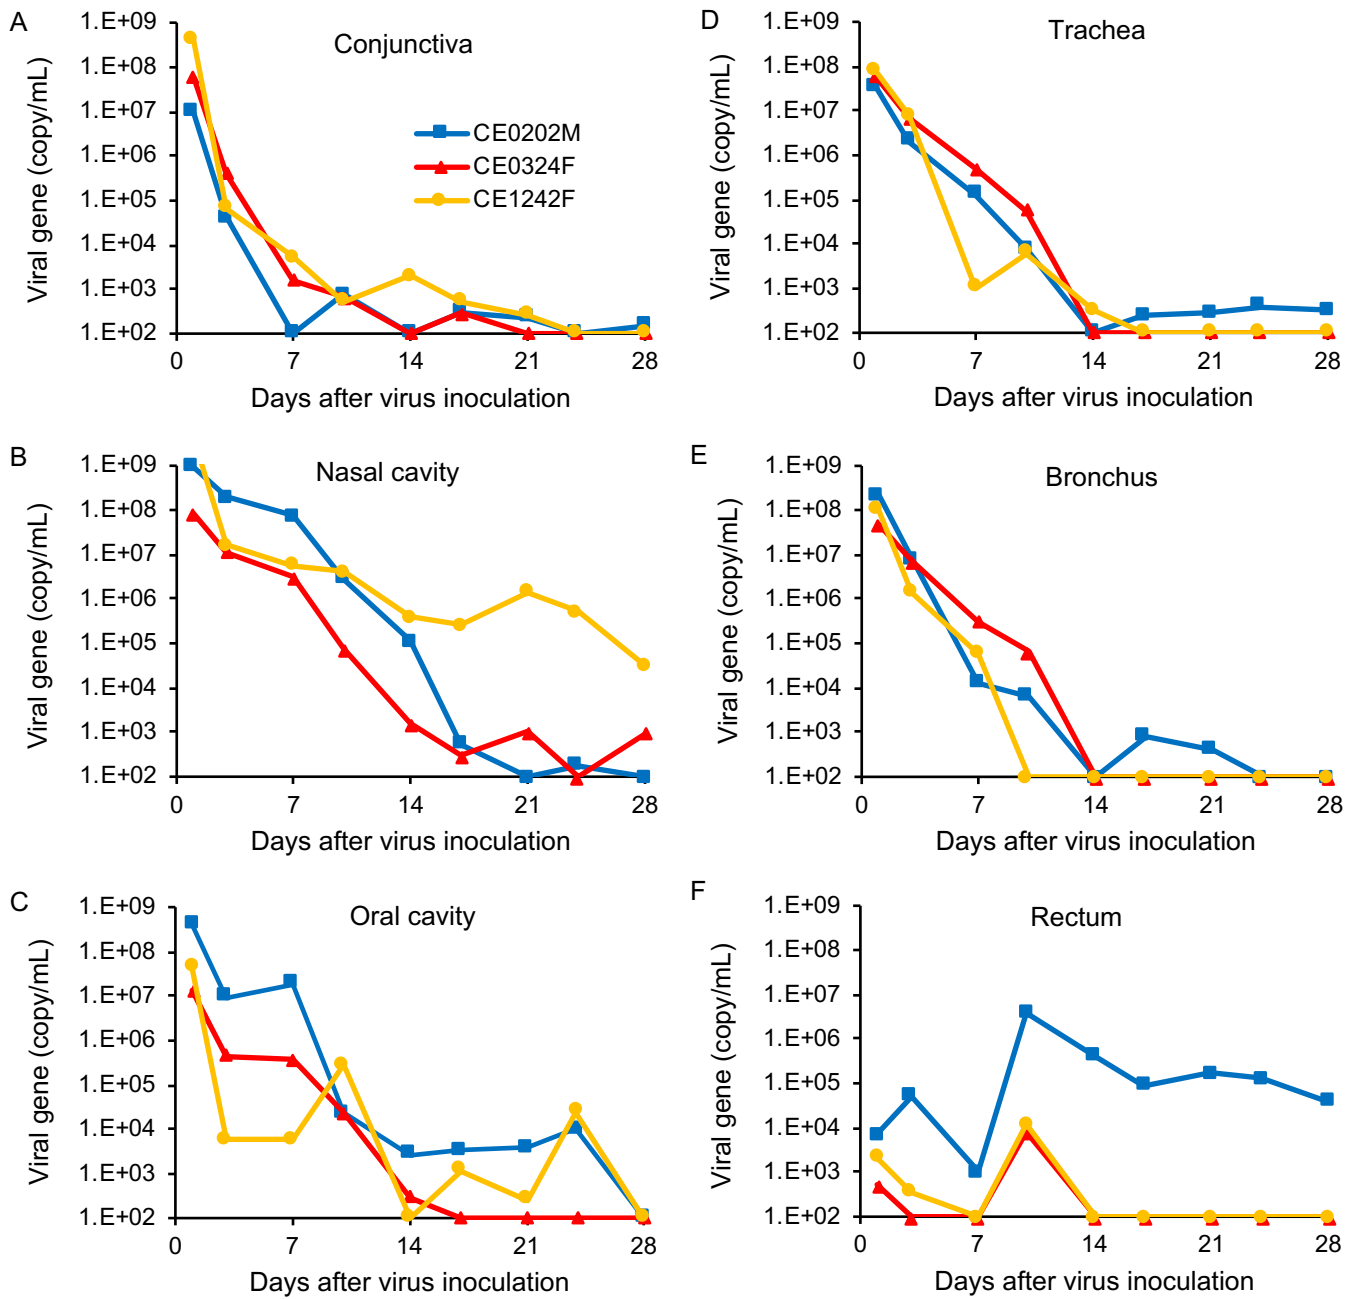 A
Conjunctiva
Viral gene (copy/mL)
1.E+09
1.E+08
1.E+07
1.E+06
1.E+05
1.E+04
1.E+03
1.E+02
CE0202M
CE0324F
CE1242F
0 7 14 21 28
Days after virus inoculation
B
Nasal cavity
Viral gene (copy/mL)
1.E+09
1.E+08
1.E+07
1.E+06
1.E+05
1.E+04
1.E+03
1.E+02
0 7 14 21 28
Days after virus inoculation
C
Oral cavity
Viral gene (copy/mL)
1.E+09
1.E+08
1.E+07
1.E+06
1.E+05
1.E+04
1.E+03
1.E+02
0 7 14 21 28
Days after virus inoculation
D
Trachea
Viral gene (copy/mL)
1.E+09
1.E+08
1.E+07
1.E+06
1.E+05
1.E+04
1.E+03
1.E+02
0 7 14 21 28
Days after virus inoculation
E
Bronchus
Viral gene (copy/mL)
1.E+09
1.E+08
1.E+07
1.E+06
1.E+05
1.E+04
1.E+03
1.E+02
0 7 14 21 28
Days after virus inoculation
F
Rectum
Viral gene (copy/mL)
1.E+09
1.E+08
1.E+07
1.E+06
1.E+05
1.E+04
1.E+03
1.E+02
0 7 14 21 28
Days after virus inoculation